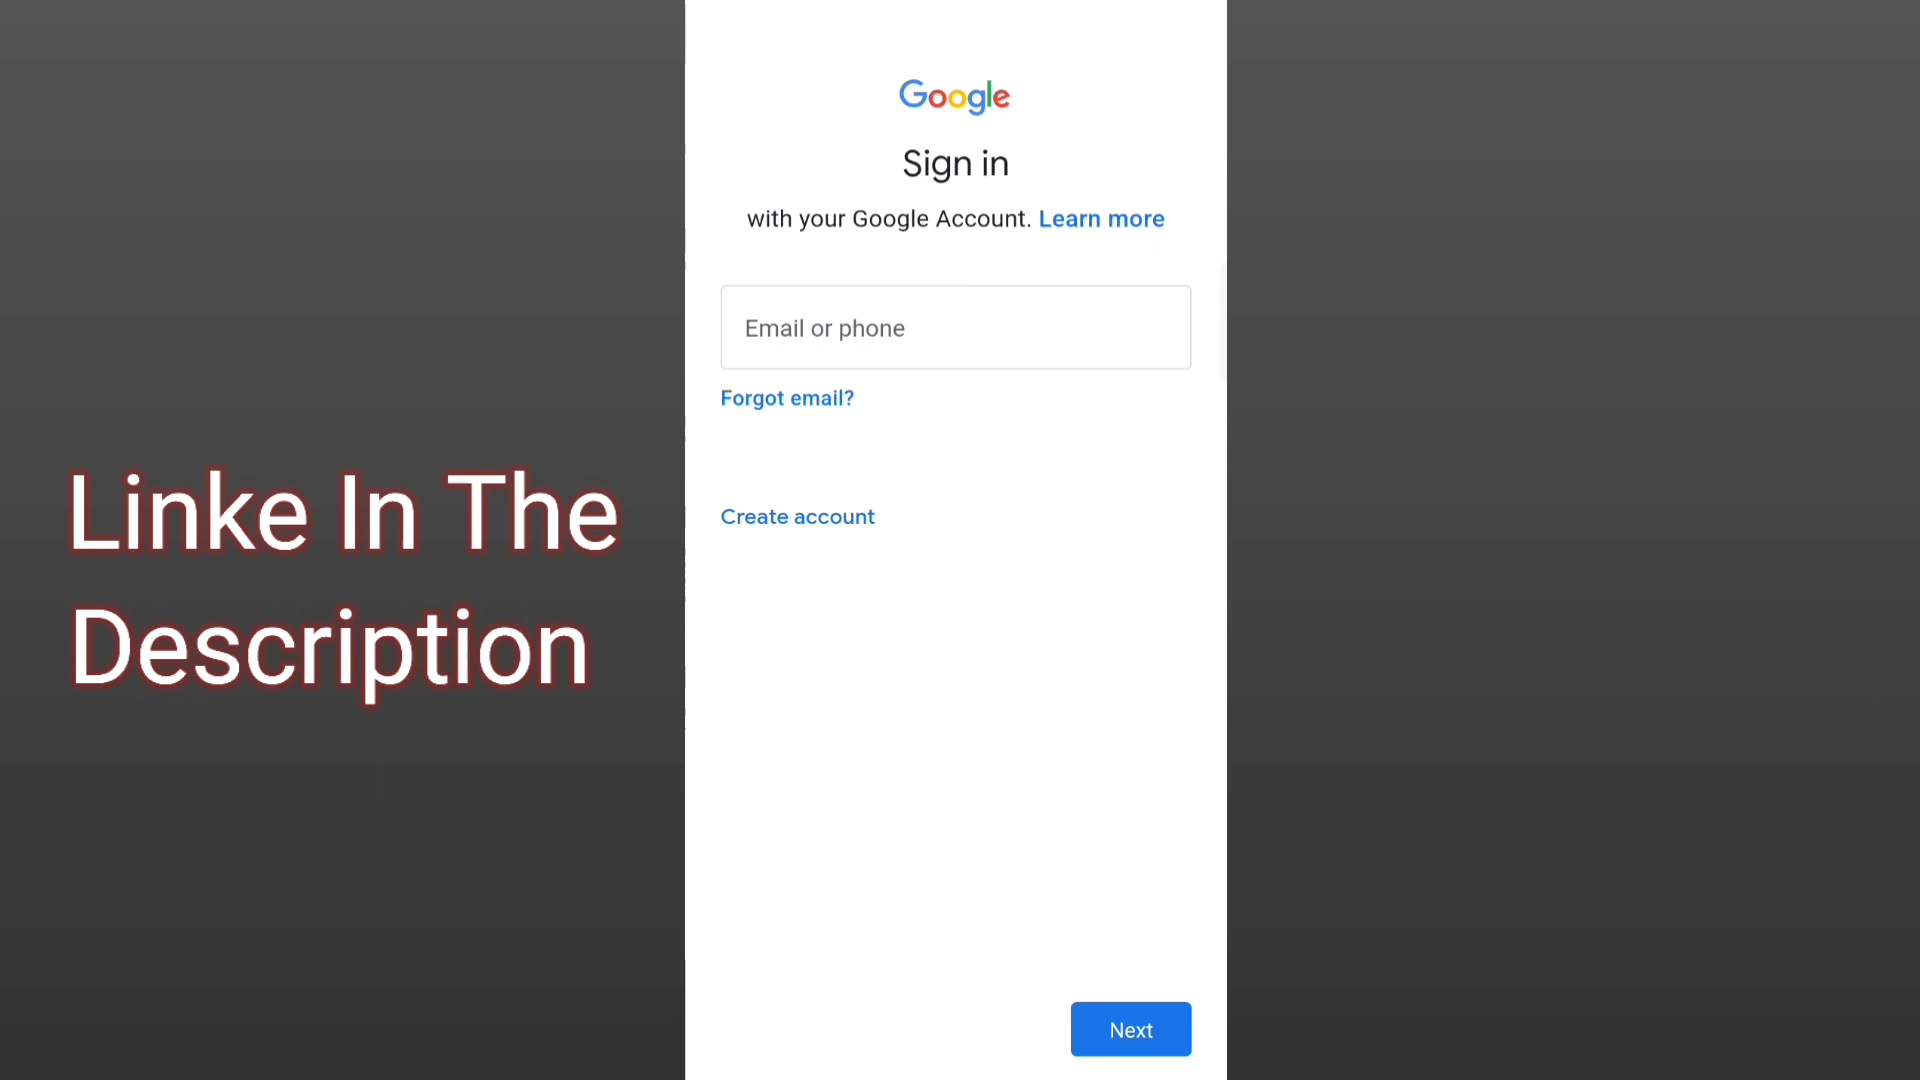 Google
Sign in
with your Google Account. Learn more
Email or phone
Forgot email?
Linke In The
Description
Create account
Next